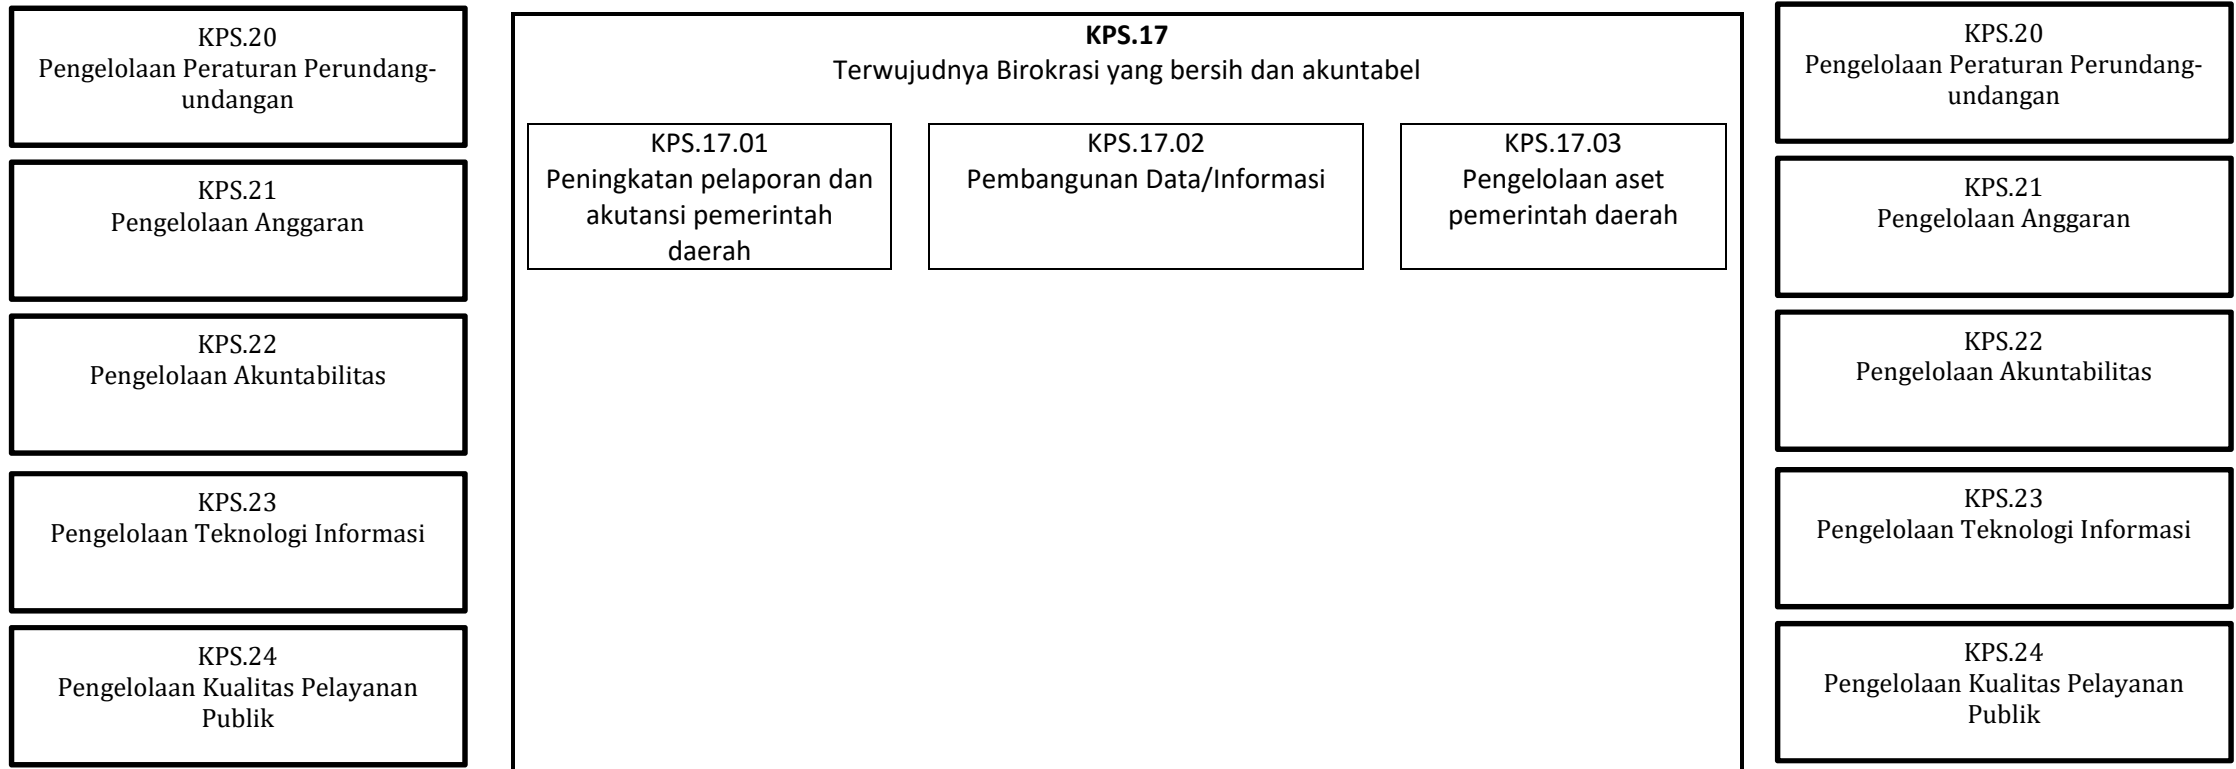 KPS.20
Pengelolaan Peraturan Perundang-
undangan
KPS.21
Pengelolaan Anggaran
KPS.22
Pengelolaan Akuntabilitas
KPS.23
Pengelolaan Teknologi Informasi
KPS.24
Pengelolaan Kualitas Pelayanan
Publik
KPS.17
Terwujudnya Birokrasi yang bersih dan akuntabel
KPS.17.01
Peningkatan pelaporan dan
akutansi pemerintah
daerah
KPS.17.02
Pembangunan Data/Informasi
KPS.17.03
Pengelolaan aset
pemerintah daerah
KPS.20
Pengelolaan Peraturan Perundang-
undangan
KPS.21
Pengelolaan Anggaran
KPS.22
Pengelolaan Akuntabilitas
KPS.23
Pengelolaan Teknologi Informasi
KPS.24
Pengelolaan Kualitas Pelayanan
Publik